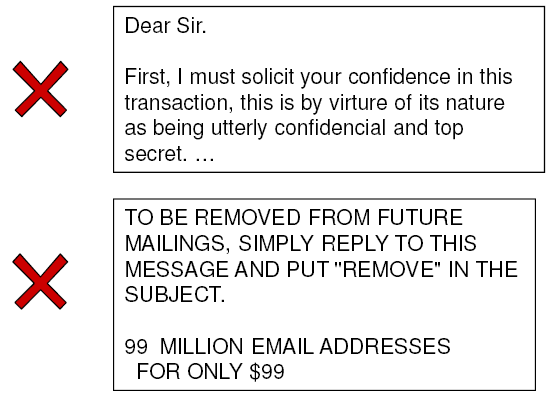 Dear Sir.
First, I must solicit your confidence in this
transaction, this is by virture of its nature
as being utterly confidencial and top
secret. …
TO BE REMOVED FROM FUTURE
MAILINGS, SIMPLY REPLY TO THIS
MESSAGE AND PUT "REMOVE" IN THE
SUBJECT.
99 MILLION EMAIL ADDRESSES
FOR ONLY $99